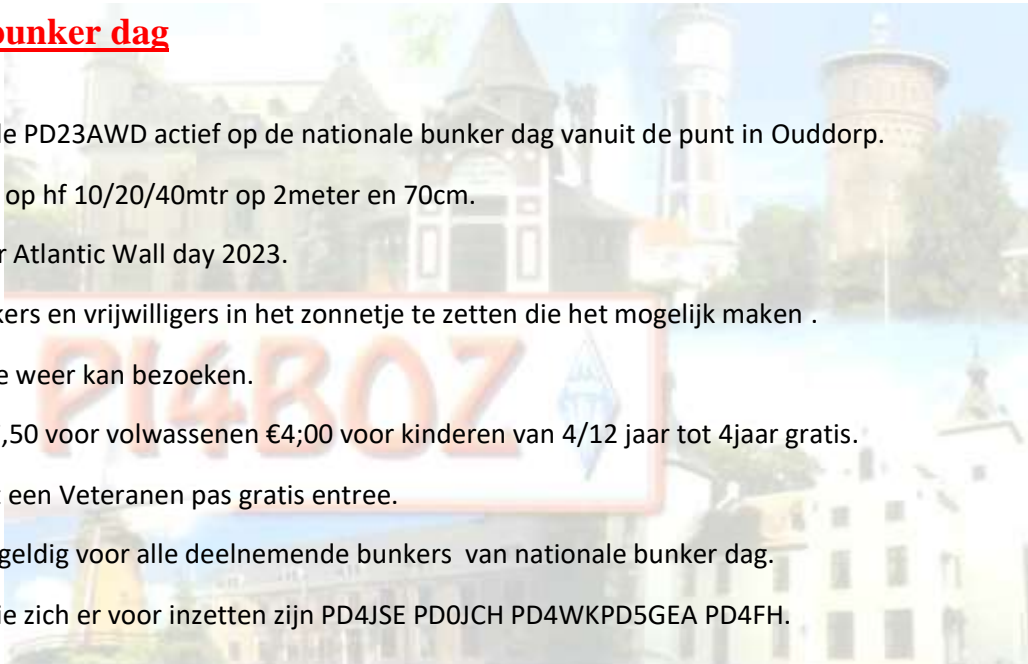 bunker dag
le PD23AWD actief op de nationale bunker dag vanuit de punt in Ouddorp.
op hf 10/20/40mtr op 2meter en 70cm.
r Atlantic Wall day 2023.
kers en vrijwilligers in het zonnetje te zetten die het mogelijk maken .
e weer kan bezoeken.
,50 voor volwassenen €4;00 voor kinderen van 4/12 jaar tot 4jaar gratis.
een Veteranen pas gratis entree.
geldig voor alle deelnemende bunkers van nationale bunker dag.
ie zich er voor inzetten zijn PD4JSE PD0JCH PD4WKPD5GEA PD4FH.
PI4BOZ